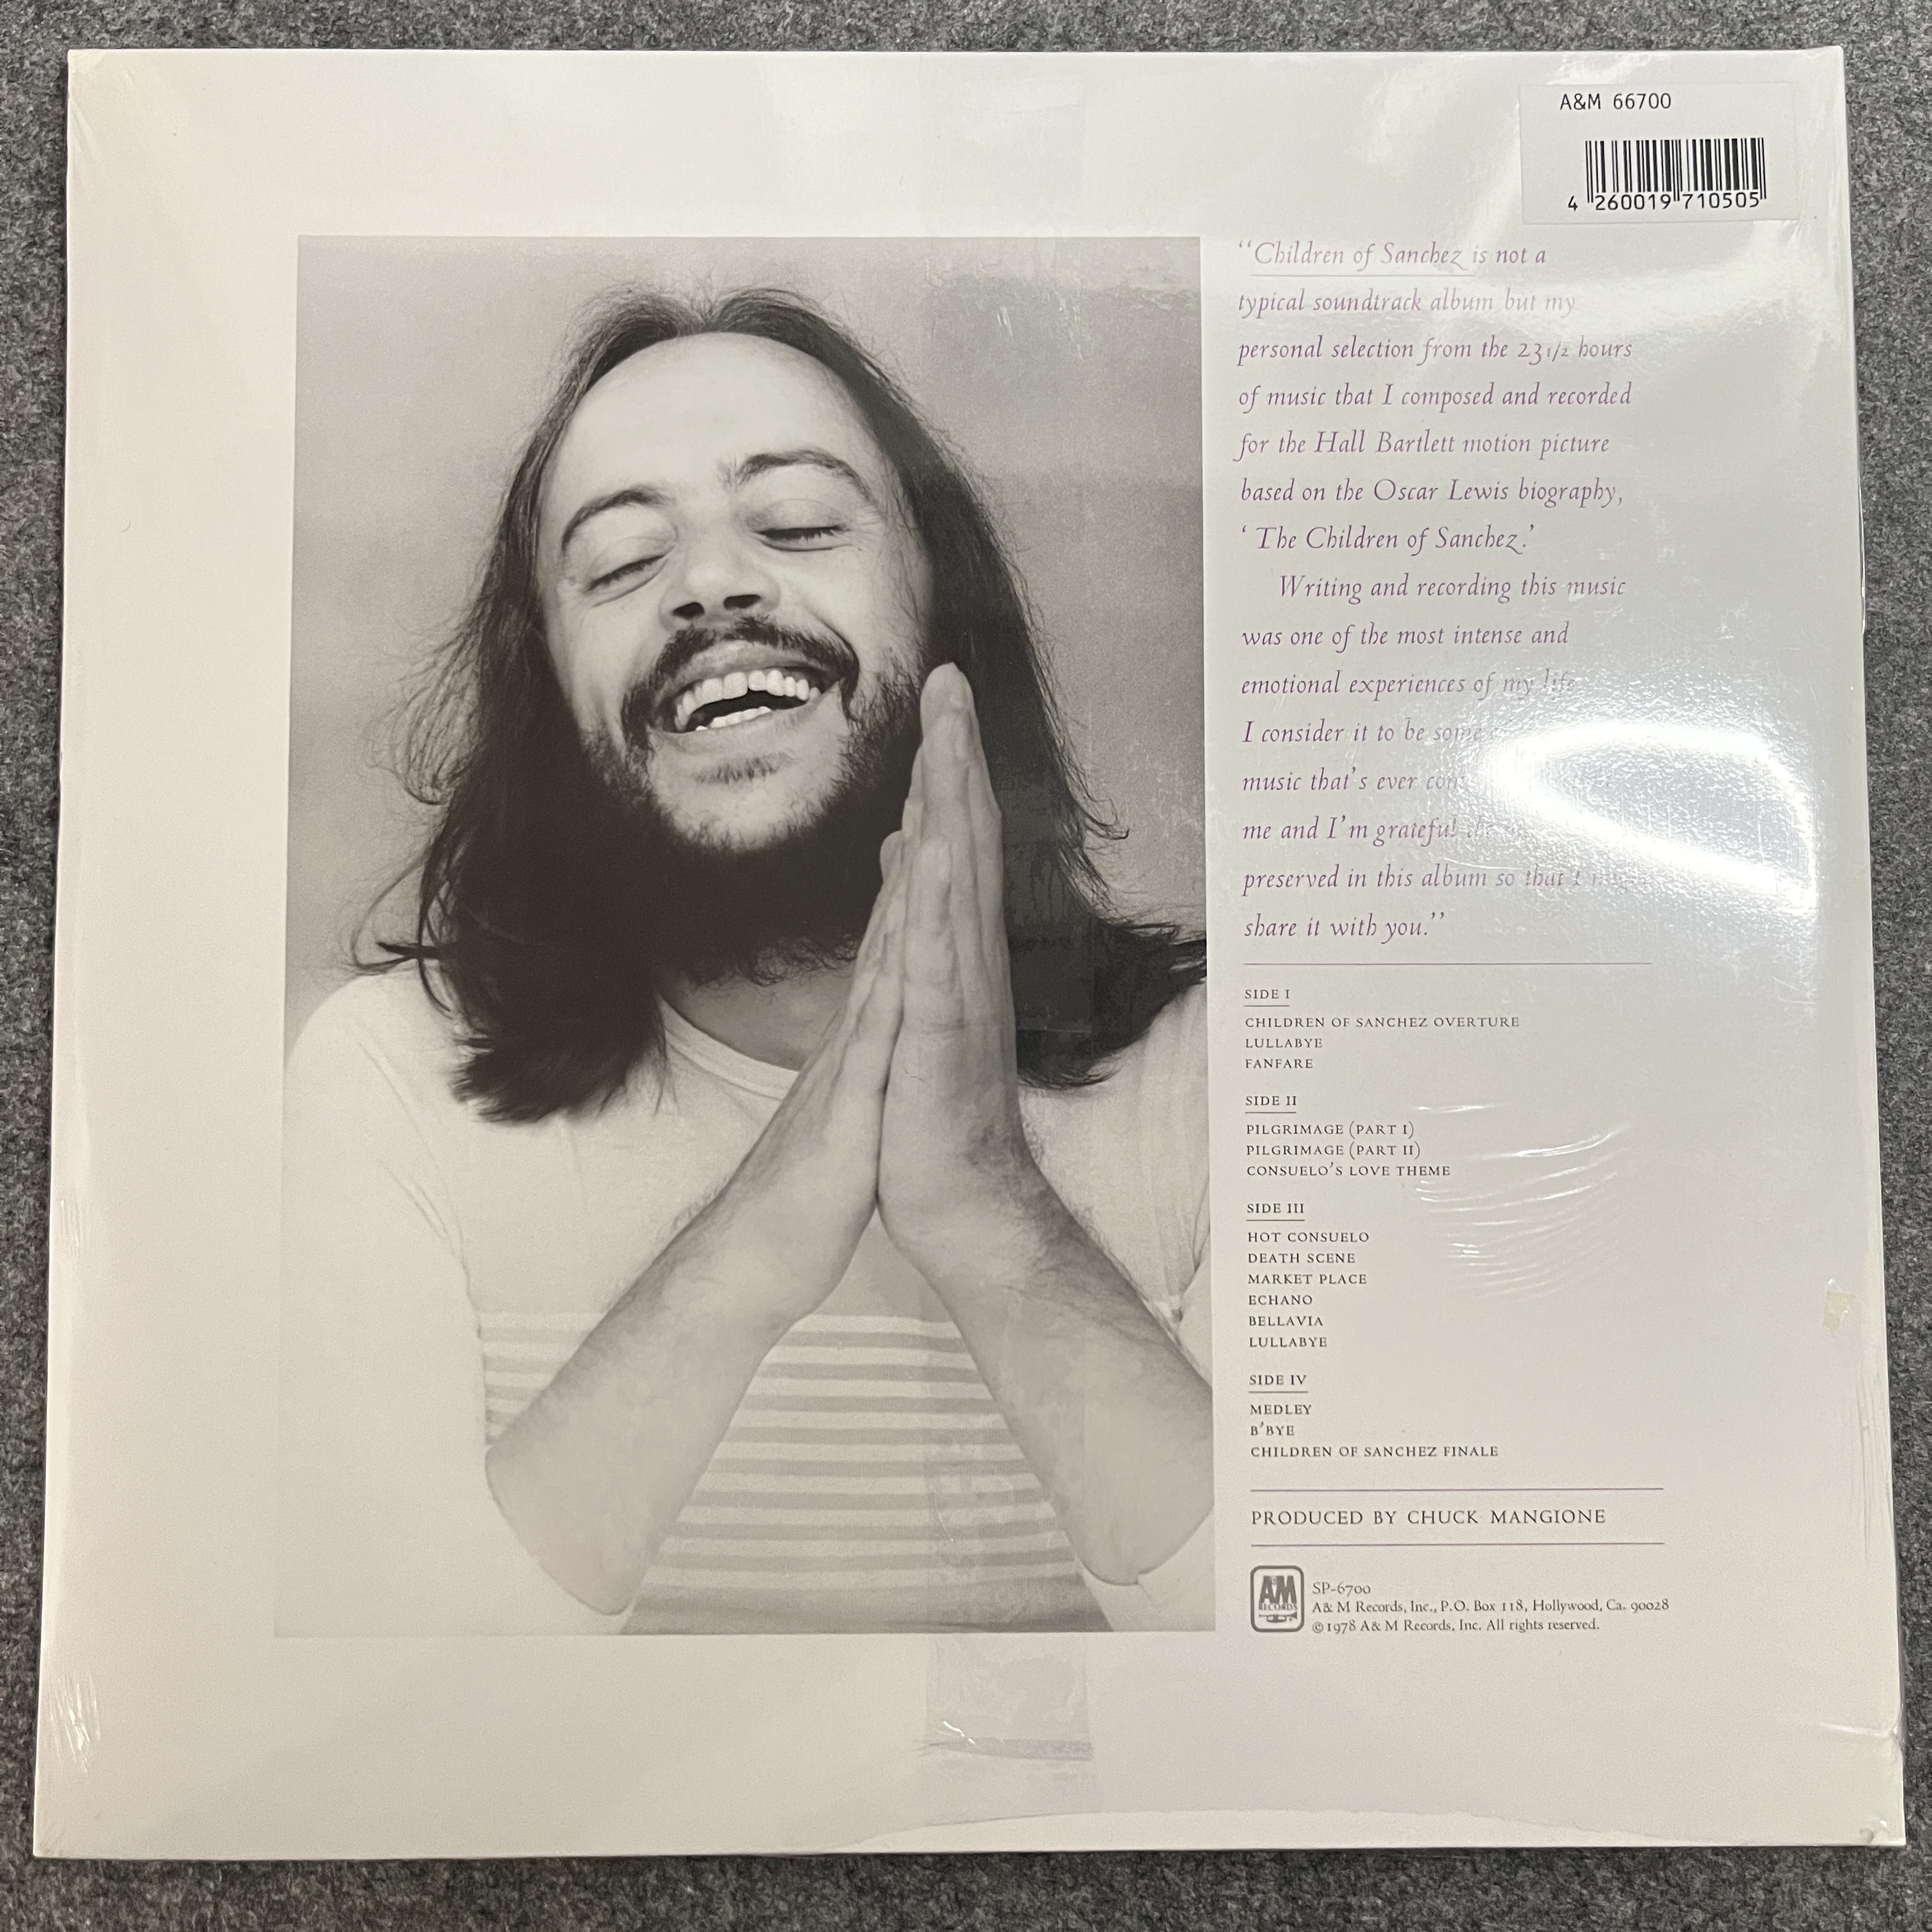 A&M 66700
4 260019 710505
“Children of Sanchez is not a
typical soundtrack album but my
personal selection from the 23 1/2 hours
of music that I composed and recorded
for the Hall Bartlett motion picture
based on the Oscar Lewis biography,
‘The Children of Sanchez.’
Writing and recording this music
was one of the most intense and
emotional experiences of my life
I consider it to be some
music that’s ever
me and I’m grateful
preserved in this album so that I
share it with you.”
SIDE I
CHILDREN OF SANCHEZ OVERTURE
LULLABYE
FANFARE
SIDE II
PILGRIMAGE (PART I)
PILGRIMAGE (PART II)
CONSUELO’S LOVE THEME
SIDE III
HOT CONSUELO
DEATH SCENE
MARKET PLACE
ECHANO
BELLAVIA
LULLABYE
SIDE IV
MEDLEY
B’BYE
CHILDREN OF SANCHEZ FINALE
PRODUCED BY CHUCK MANGIONE
AM
RECORDS
SP-6700
A& M Records, Inc., P.O. Box 118, Hollywood, Ca. 90028
©1978 A& M Records, Inc. All rights reserved.